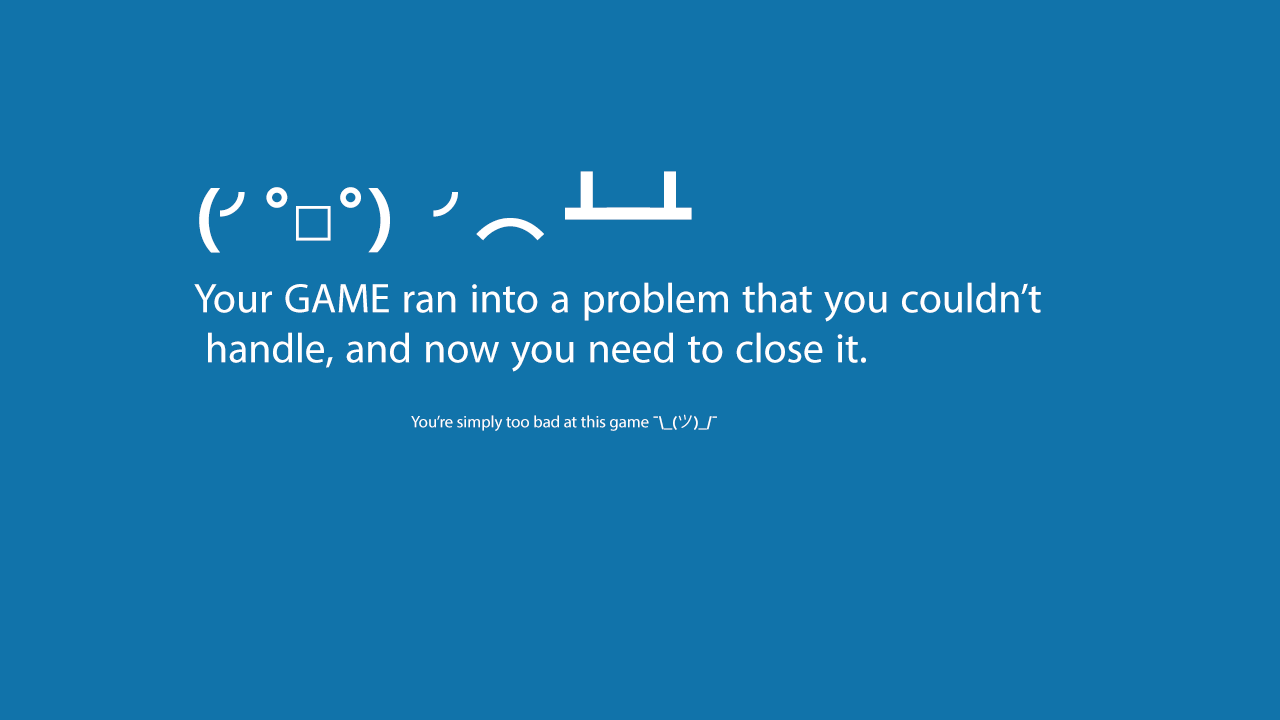 (╯°□°) ╯︵ ┻━┻
Your GAME ran into a problem that you couldn’t
handle, and now you need to close it.
You’re simply too bad at this game ¯\_(ツ)_/¯